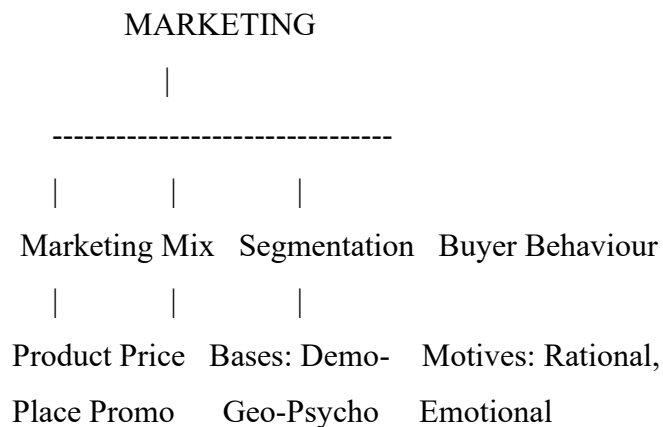 MARKETING
|
--------------------------------
| | |
Marketing Mix Segmentation Buyer Behaviour
| | |
Product Price Bases: Demo- Motives: Rational,
Place Promo Geo-Psycho Emotional